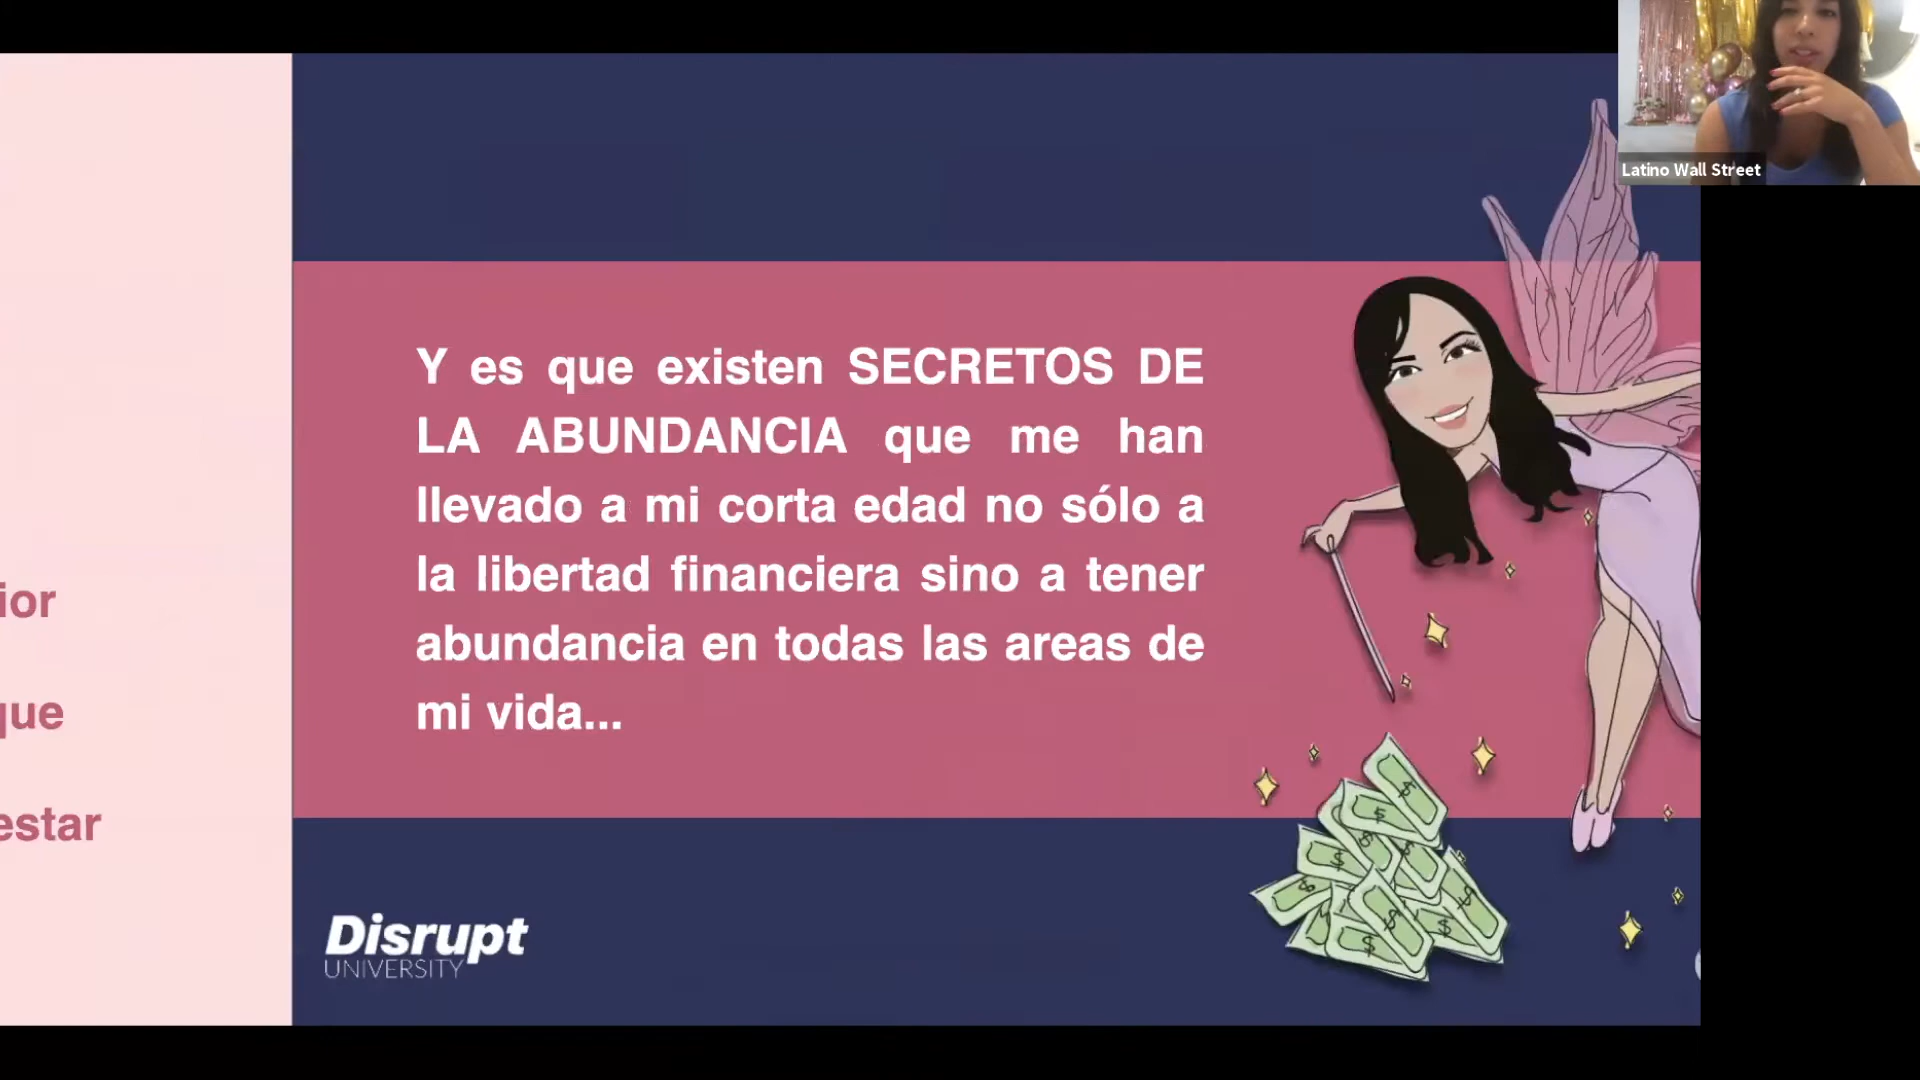 Latino Wall Street
ior
que
estar
Y es que existen SECRETOS DE
LA ABUNDANCIA que me han
llevado a mi corta edad no sólo a
la libertad financiera sino a tener
abundancia en todas las areas de
mi vida...
Disrupt
UNIVERSITY